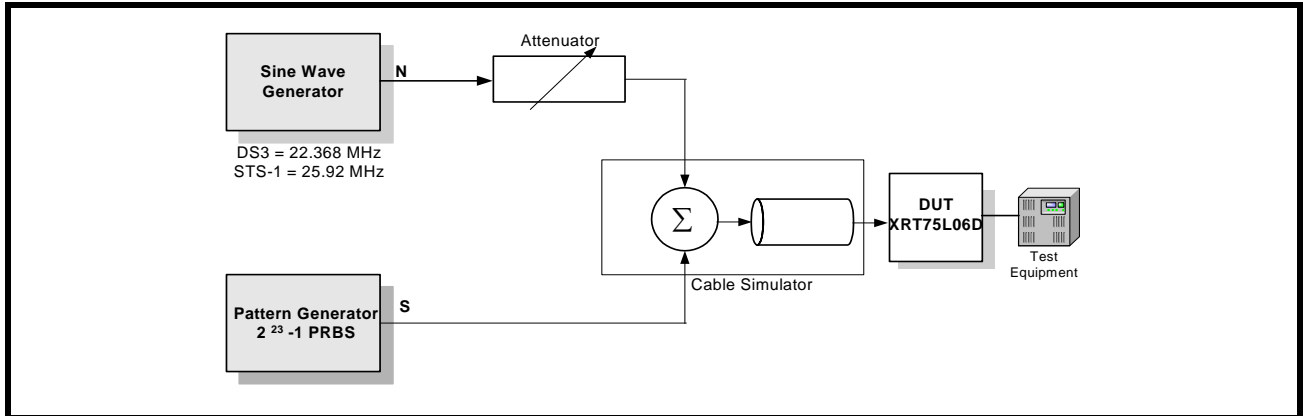 Attenuator
Sine Wave
Generator
N
DS3 = 22.368 MHz
STS-1 = 25.92 MHz
Σ
DUT
XRT75L06D
Test
Equipment
Cable Simulator
Pattern Generator
2 23 -1 PRBS
S